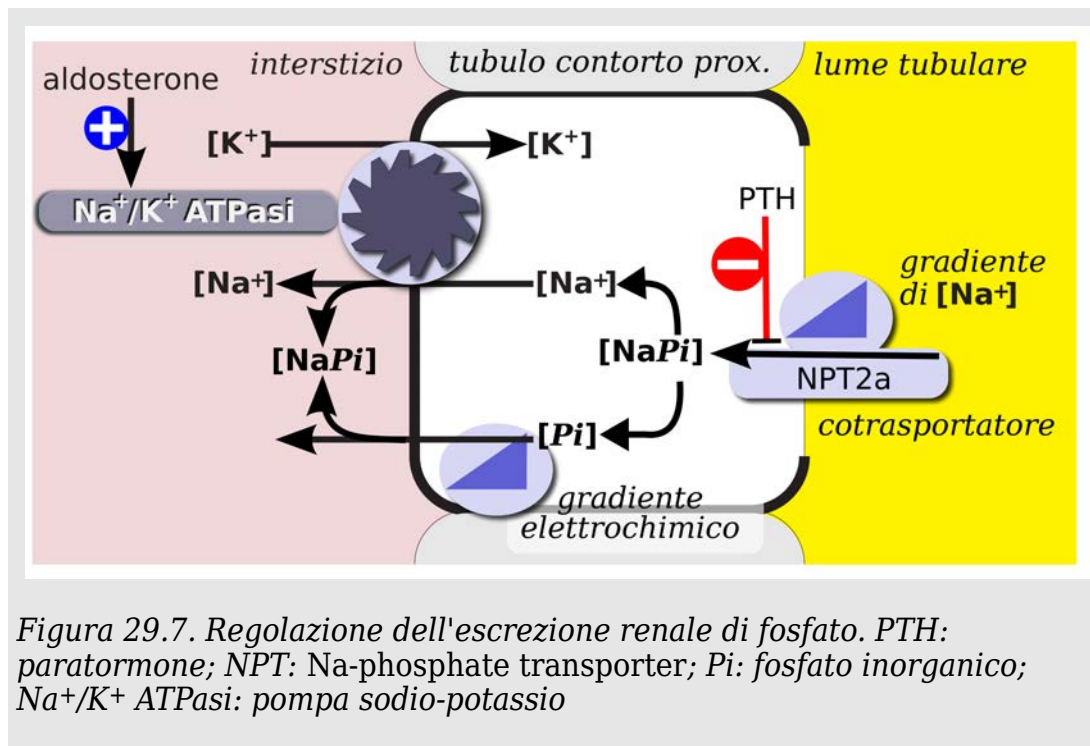 interstizio
tubulo contorto prox.
lume tubulare
aldosterone
[K⁺]
[K⁺]
Na⁺/K⁺ ATPasi
PTH
gradiente
di [Na+]
[Na+]
[Na+]
[NaPi]
[NaPi]
NPT2a
cotrasportatore
[Pi]
gradiente
elettrochimico
Figura 29.7. Regolazione dell'escrezione renale di fosfato. PTH:
paratormone; NPT: Na-phosphate transporter; Pi: fosfato inorganico;
Na+/K+ ATPasi: pompa sodio-potassio